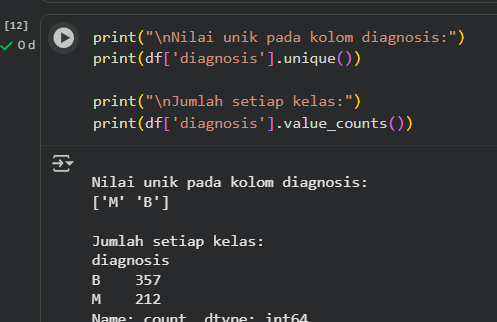 [12]
0 d
print("\nNilai unik pada kolom diagnosis:")
print(df['diagnosis'].unique())
print("\nJumlah setiap kelas:")
print(df['diagnosis'].value_counts())
Nilai unik pada kolom diagnosis:
['M' 'B']
Jumlah setiap kelas:
diagnosis
B    357
M    212
Name: count, dtype: int64